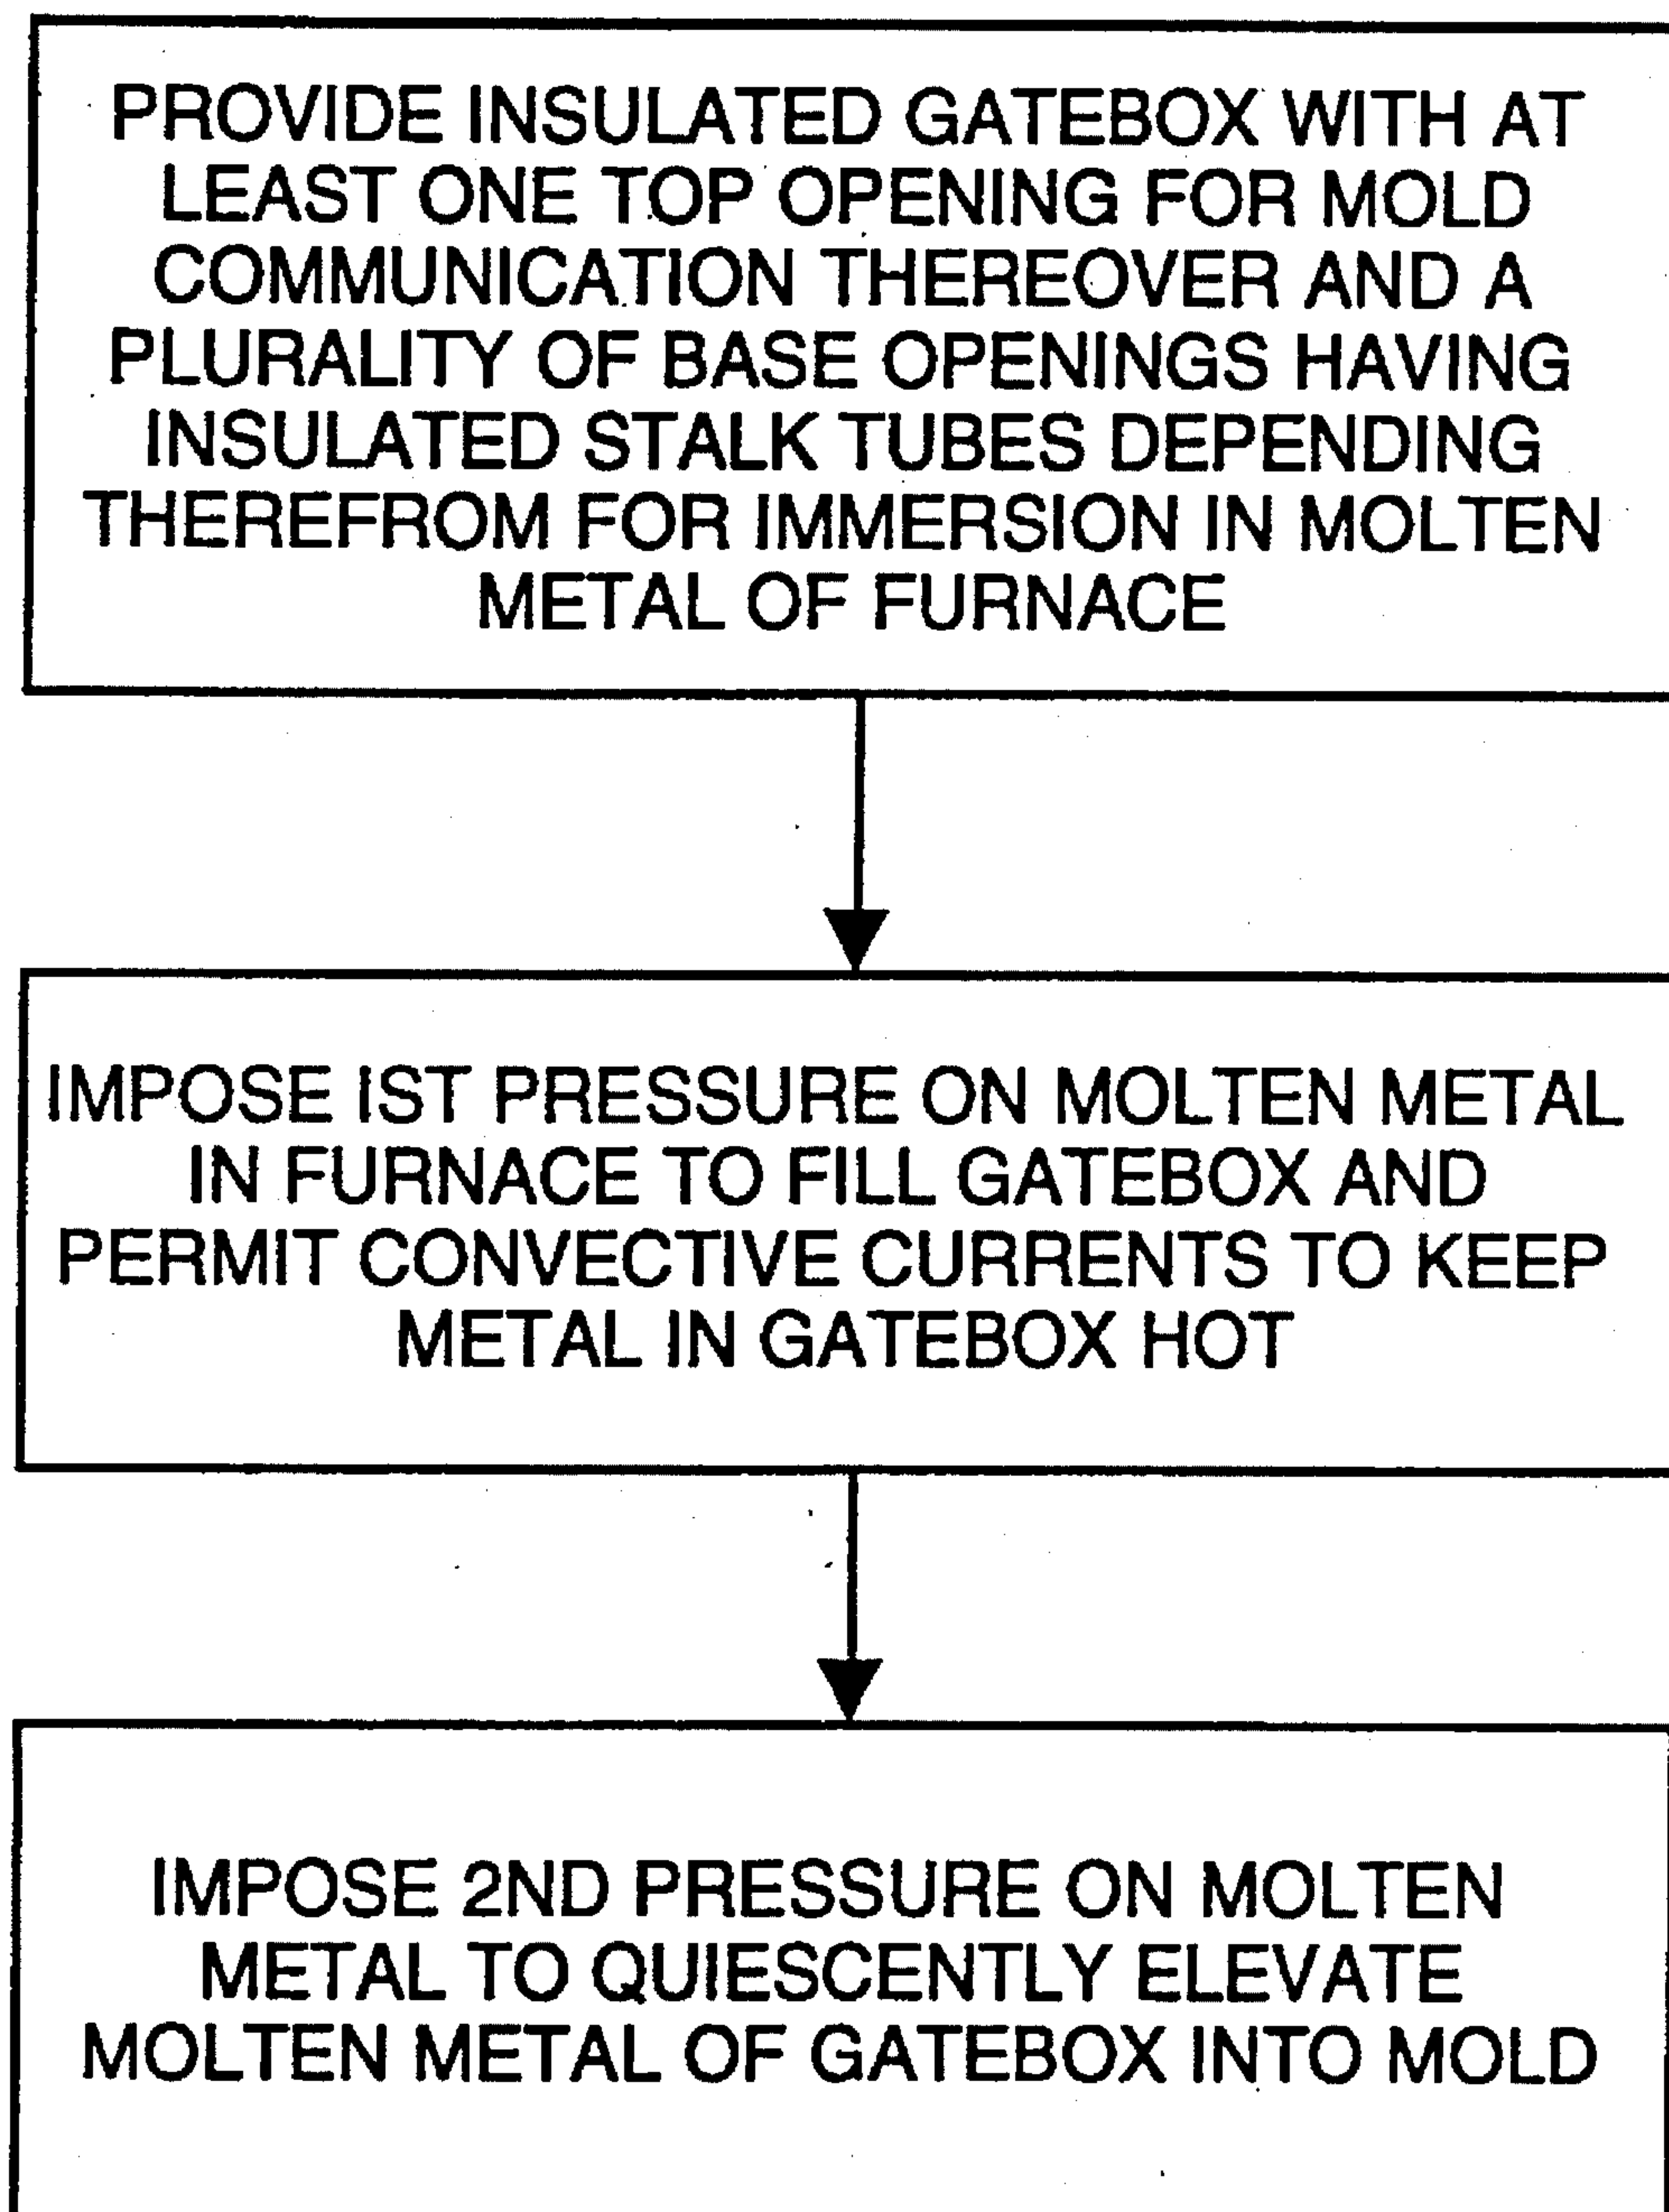 PROVIDE INSULATED GATEBOX WITH AT
LEAST ONE TOP OPENING FOR MOLD
COMMUNICATION THEREOVER AND A
PLURALITY OF BASE OPENINGS HAVING
INSULATED STALK TUBES DEPENDING
THEREFROM FOR IMMERSION IN MOLTEN
METAL OF FURNACE
IMPOSE IST PRESSURE ON MOLTEN METAL
IN FURNACE TO FILL GATEBOX AND
PERMIT CONVECTIVE CURRENTS TO KEEP
METAL IN GATEBOX HOT
IMPOSE 2ND PRESSURE ON MOLTEN
METAL TO QUIESCENTLY ELEVATE
MOLTEN METAL OF GATEBOX INTO MOLD